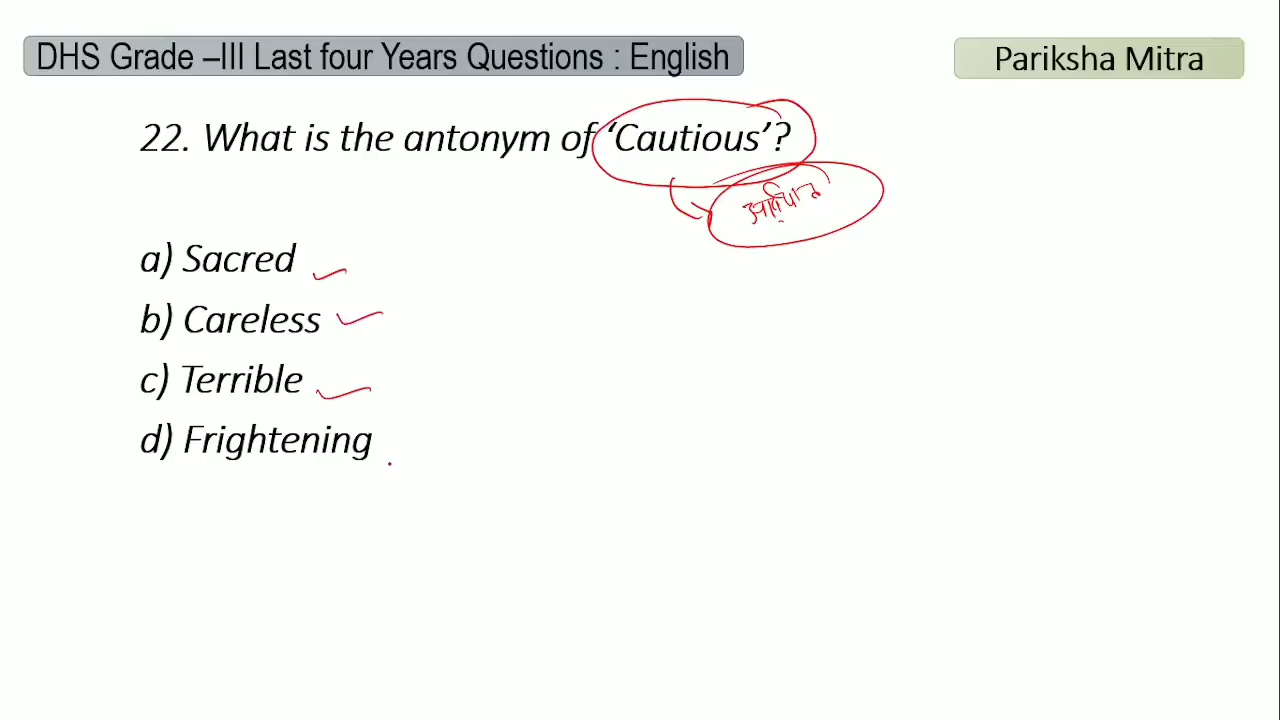 DHS Grade –III Last four Years Questions : English
Pariksha Mitra
22. What is the antonym of ‘Cautious’?
a) Sacred
b) Careless
c) Terrible
d) Frightening